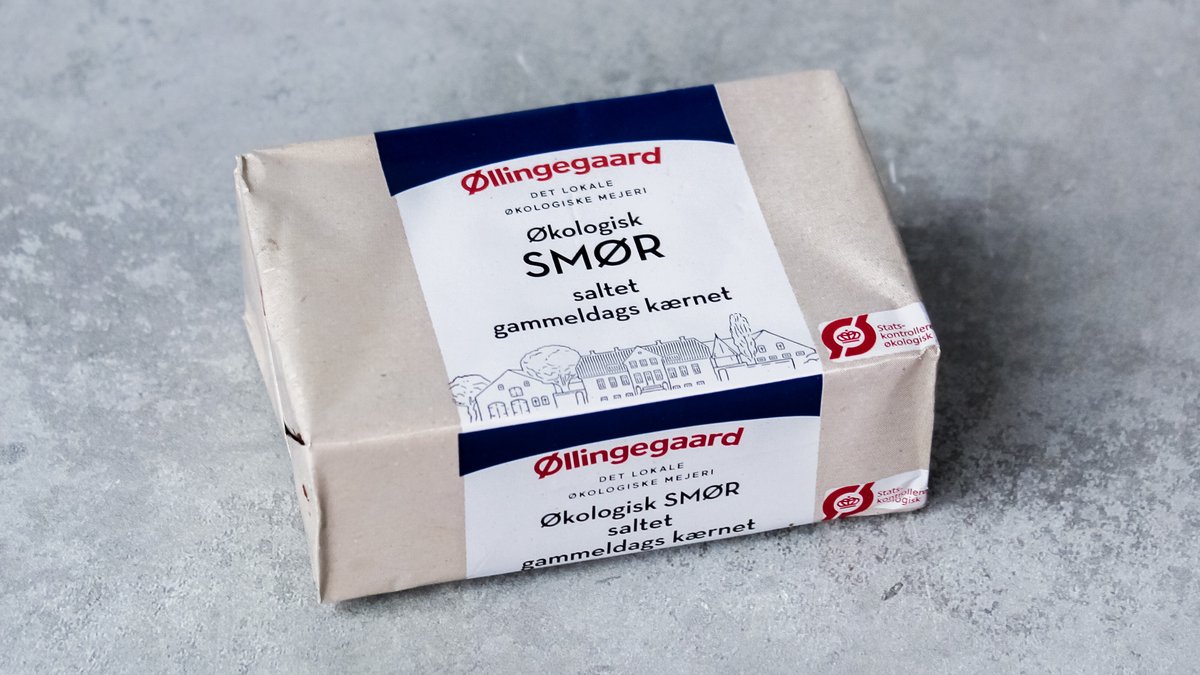 Øllingegaard
DET LOKALE
ØKOLOGISKE MEJERI
Økologisk
SMØR
saltet
gammeldags kærnet
Ø
Stats-
kontrolleret
økologisk
Øllingegaard
DET LOKALE
ØKOLOGISKE MEJERI
Økologisk SMØR
saltet
gammeldags kærnet
Ø